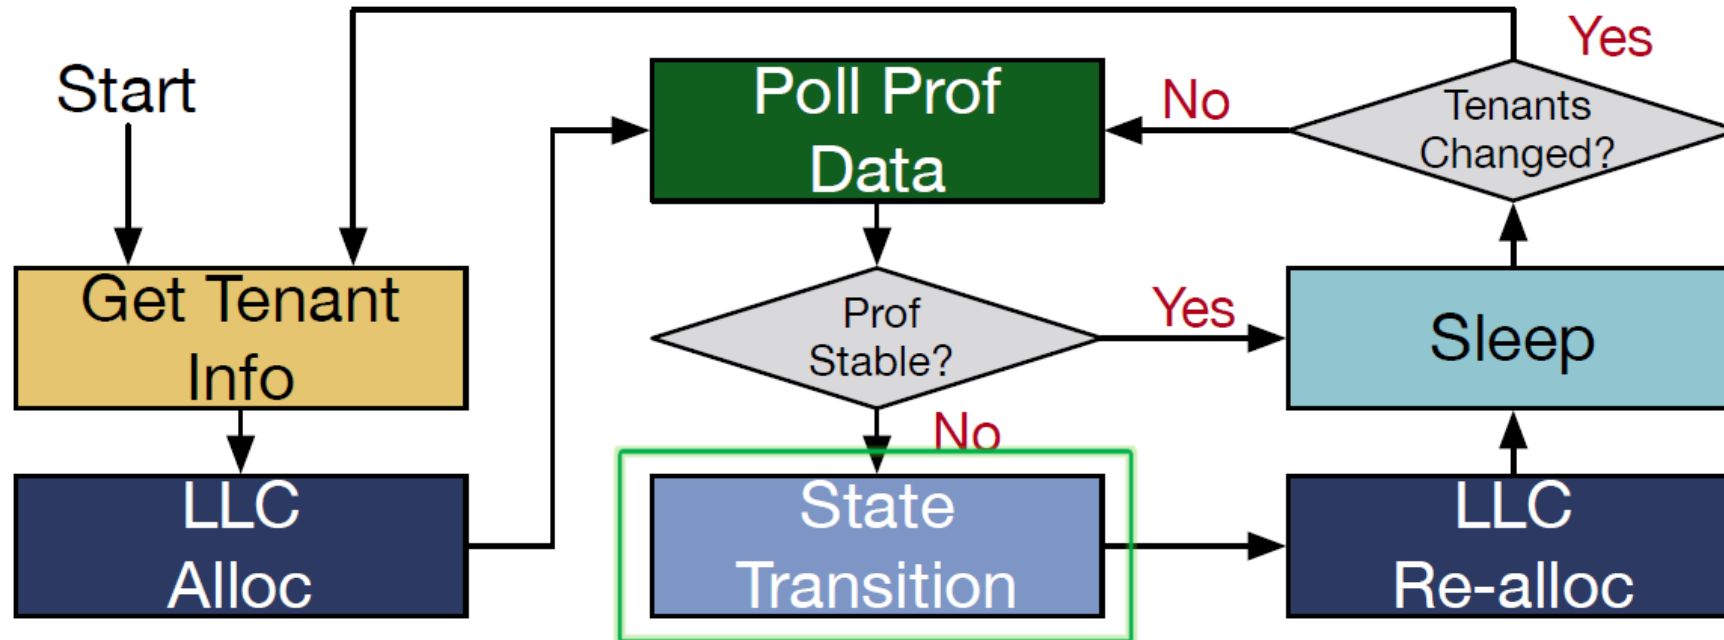 Start
Get Tenant
Info
LLC
Alloc
Poll Prof
Data
Prof
Stable?
Yes
No
State
Transition
LLC
Re-alloc
Sleep
Tenants
Changed?
Yes
No